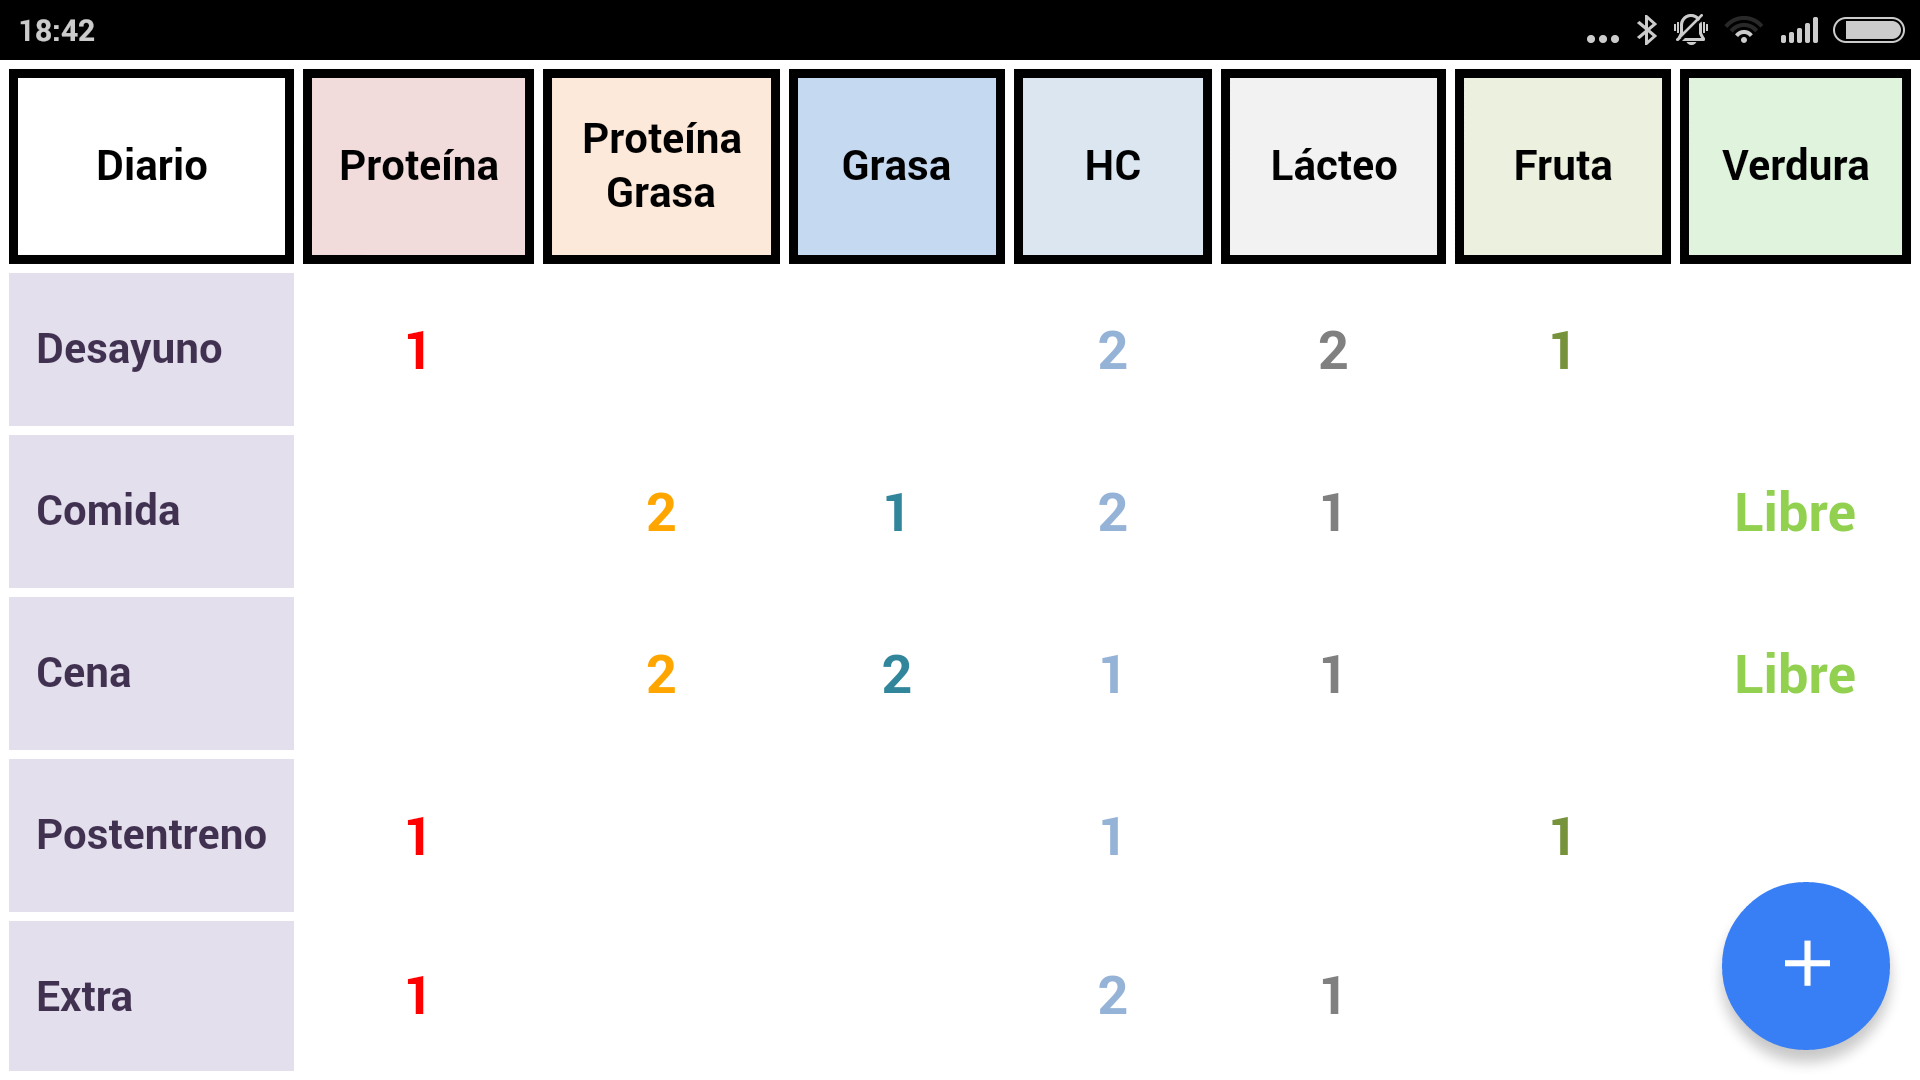 18:42
Diario Proteína Proteína Grasa Grasa HC Lácteo Fruta Verdura
Desayuno 1 2 2 1
Comida 2 1 2 1 Libre
Cena 2 2 1 1 Libre
Postentreno 1 1 1
Extra 1 2 1